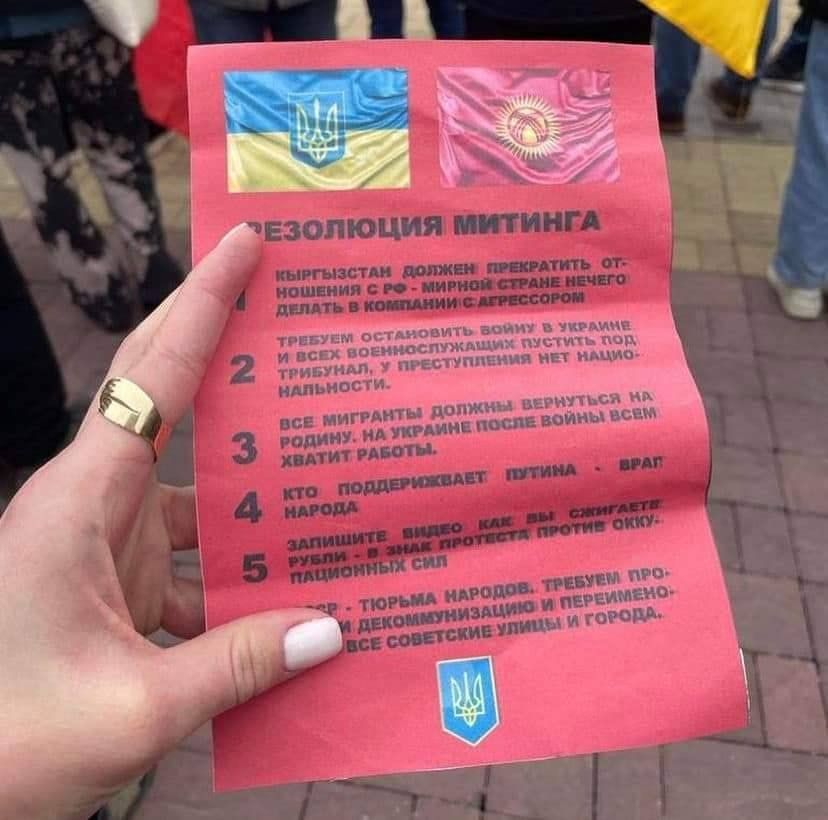 РЕЗОЛЮЦИЯ МИТИНГА
1
КЫРГЫЗСТАН ДОЛЖЕН ПРЕКРАТИТЬ ОТ-
НОШЕНИЯ С РФ - МИРНОЙ СТРАНЕ НЕЧЕГО
ДЕЛАТЬ В КОМПАНИИ С АГРЕССОРОМ
2
ТРЕБУЕМ ОСТАНОВИТЬ ВОЙНУ В УКРАИНЕ
И ВСЕХ ВОЕННОСЛУЖАЩИХ ПУСТИТЬ ПОД
ТРИБУНАЛ, У ПРЕСТУПЛЕНИЯ НЕТ НАЦИО-
НАЛЬНОСТИ.
3
ВСЕ МИГРАНТЫ ДОЛЖНЫ ВЕРНУТЬСЯ НА
РОДИНУ. НА УКРАИНЕ ПОСЛЕ ВОЙНЫ ВСЕМ
ХВАТИТ РАБОТЫ.
4
КТО ПОДДЕРИЖВАЕТ ПУТИНА - ВРАГ
НАРОДА
5
ЗАПИШИТЕ ВИДЕО КАК ВЫ СЖИГАЕТЕ
РУБЛИ - В ЗНАК ПРОТЕСТА ПРОТИВ ОККУ-
ПАЦИОННЫХ СИЛ
- ТЮРЬМА НАРОДОВ. ТРЕБУЕМ ПРО-
И ДЕКОММУНИЗАЦИЮ И ПЕРЕИМЕНО-
ВСЕ СОВЕТСКИЕ УЛИЦЫ И ГОРОДА.